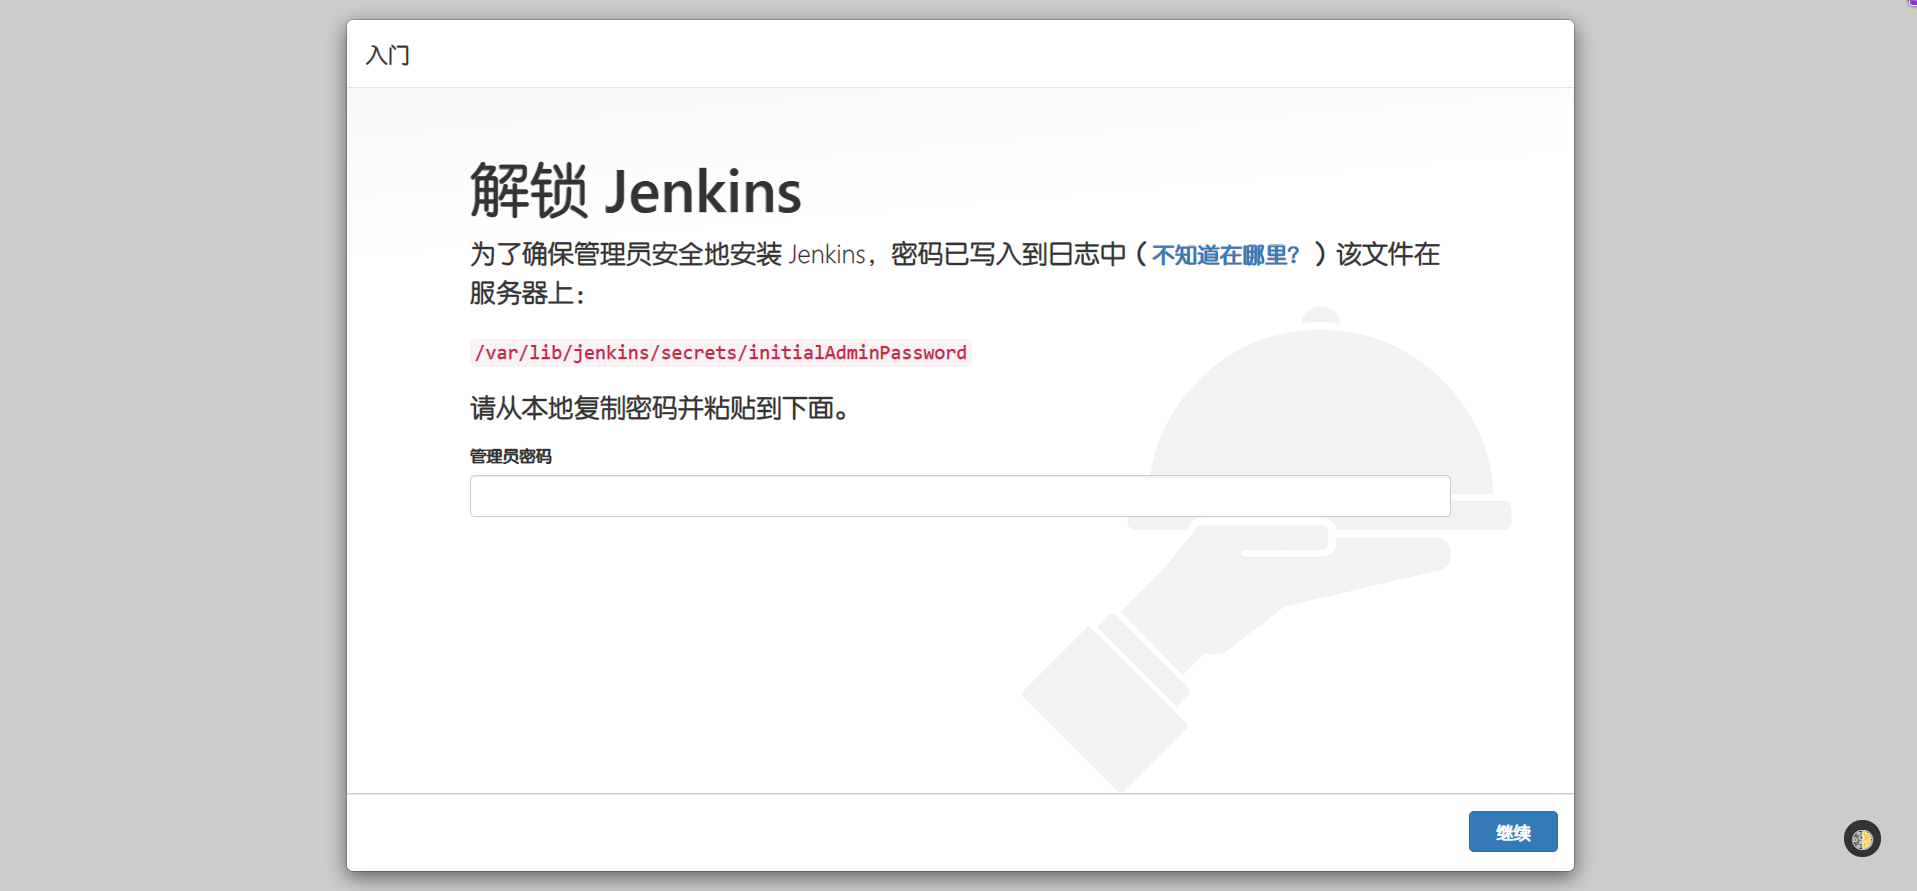 入门
解锁 Jenkins
为了确保管理员安全地安装 Jenkins，密码已写入到日志中（不知道在哪里？）该文件在
服务器上：
/var/lib/jenkins/secrets/initialAdminPassword
请从本地复制密码并粘贴到下面。
管理员密码
继续